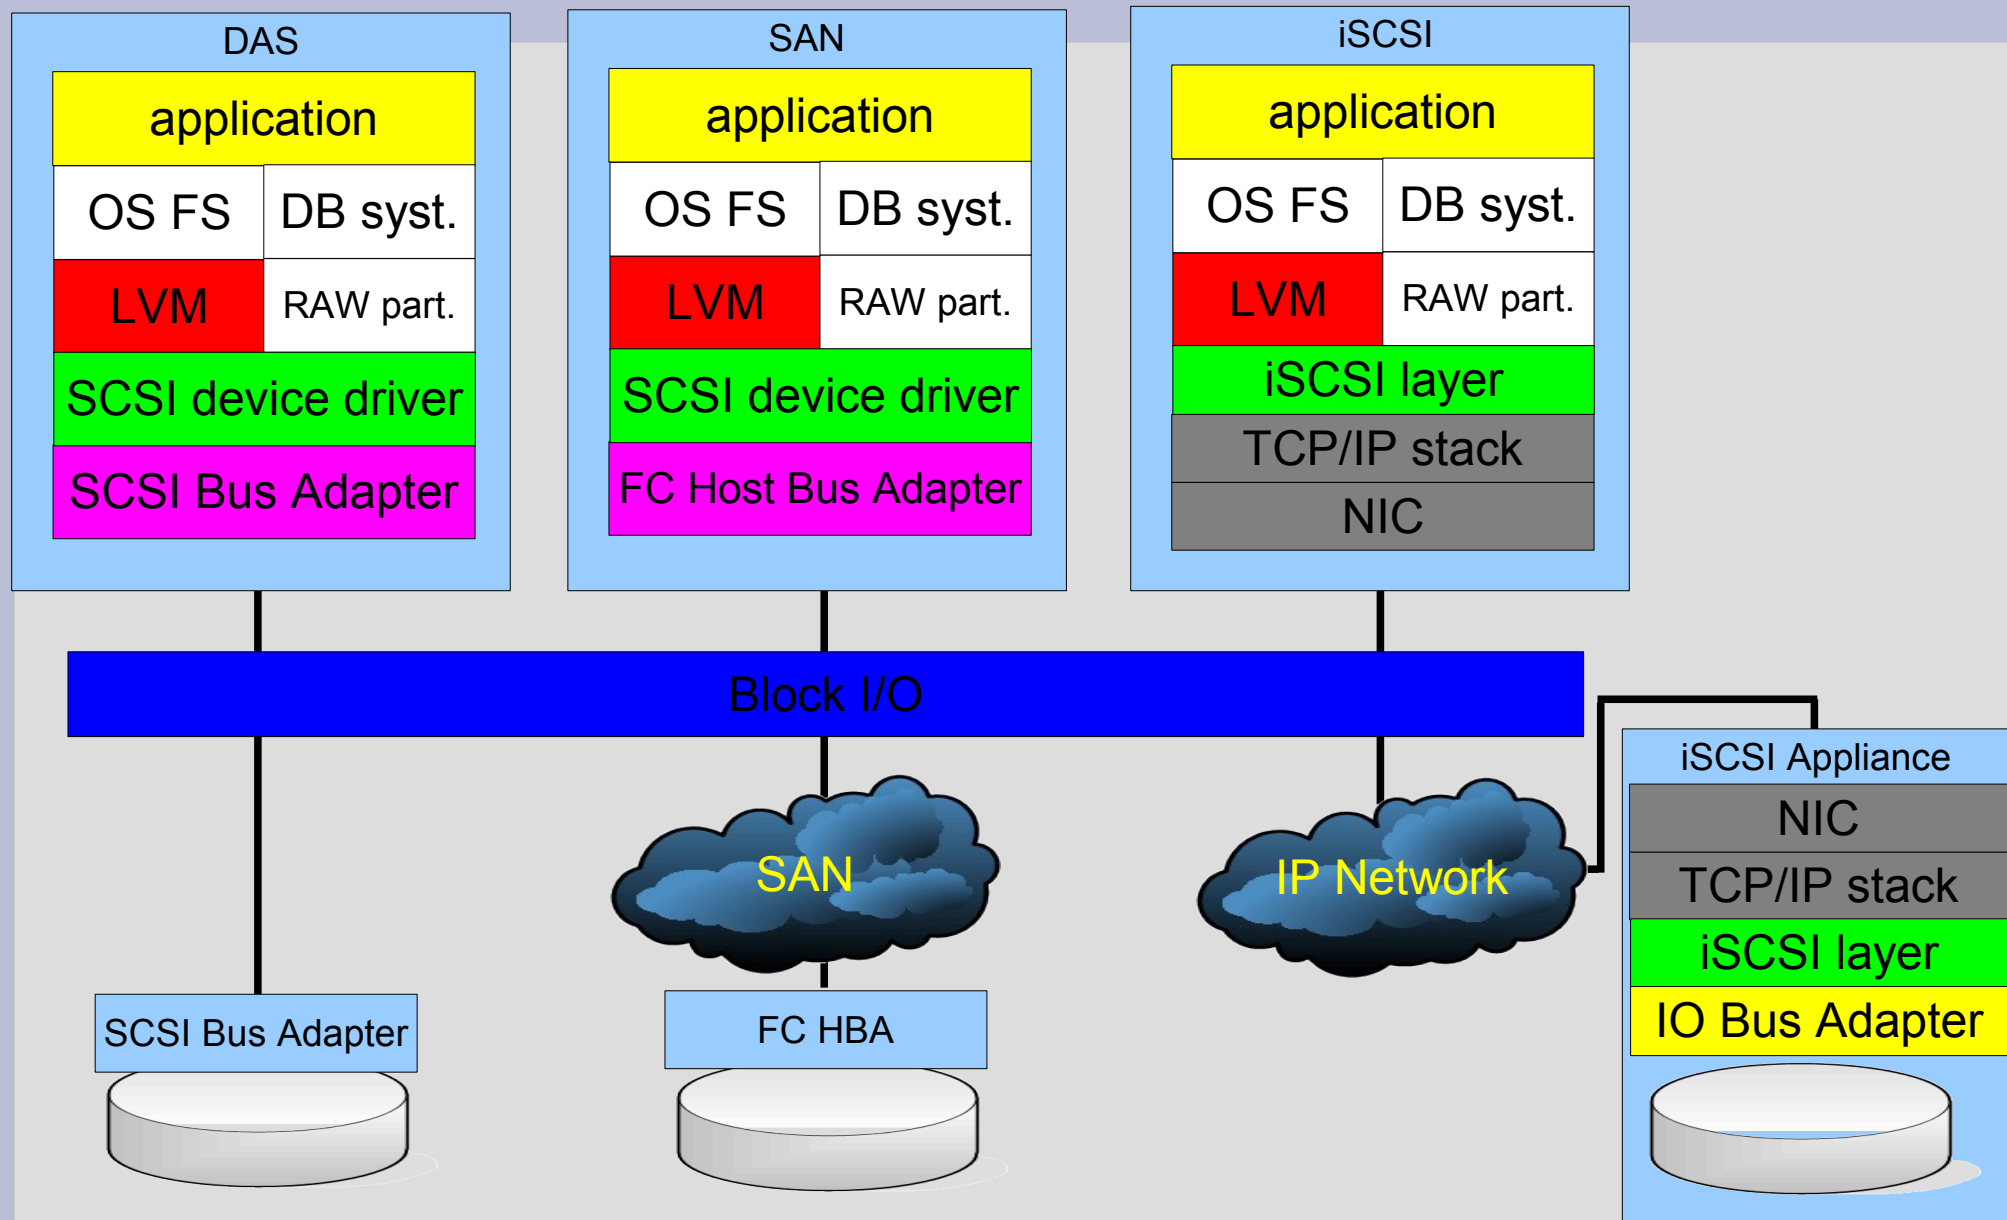 DAS
application
OS FS
DB syst.
LVM
RAW part.
SCSI device driver
SCSI Bus Adapter
SAN
application
OS FS
DB syst.
LVM
RAW part.
SCSI device driver
FC Host Bus Adapter
iSCSI
application
OS FS
DB syst.
LVM
RAW part.
iSCSI layer
TCP/IP stack
NIC
Block I/O
SAN
IP Network
SCSI Bus Adapter
FC HBA
iSCSI Appliance
NIC
TCP/IP stack
iSCSI layer
IO Bus Adapter